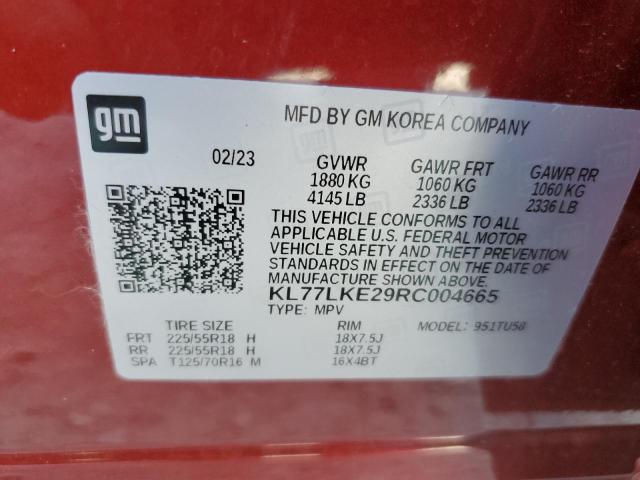 gm
MFD BY GM KOREA COMPANY
02/23 GVWR GAWR FRT GAWR RR
1880 KG 1060 KG 1060 KG
4145 LB 2336 LB 2336 LB
THIS VEHICLE CONFORMS TO ALL
APPLICABLE U.S. FEDERAL MOTOR
VEHICLE SAFETY AND THEFT PREVENTION
STANDARDS IN EFFECT ON THE DATE OF
MANUFACTURE SHOWN ABOVE.
KL77LKE29RC004665
TYPE: MPV
TIRE SIZE RIM MODEL: 951TU58
FRT 225/55R18 H 18X7.5J
RR 225/55R18 H 18X7.5J
SPA T125/70R16 M 16X4BT